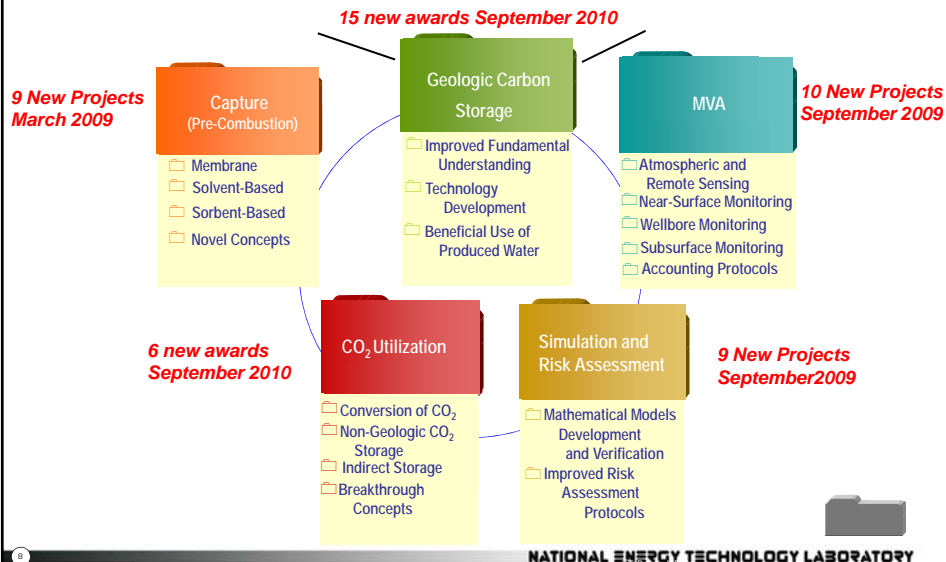 15 new awards September 2010
9 New Projects
March 2009
Capture
(Pre-Combustion)
Membrane
Solvent-Based
Sorbent-Based
Novel Concepts
Geologic Carbon
Storage
Improved Fundamental
Understanding
Technology
Development
Beneficial Use of
Produced Water
MVA
10 New Projects
September 2009
Atmospheric and
Remote Sensing
Near-Surface Monitoring
Wellbore Monitoring
Subsurface Monitoring
Accounting Protocols
6 new awards
September 2010
CO2 Utilization
Conversion of CO2
Non-Geologic CO2
Storage
Indirect Storage
Breakthrough
Concepts
Simulation and
Risk Assessment
Mathematical Models
Development
and Verification
Improved Risk
Assessment
Protocols
9 New Projects
September2009
8
NATIONAL ENERGY TECHNOLOGY LABORATORY